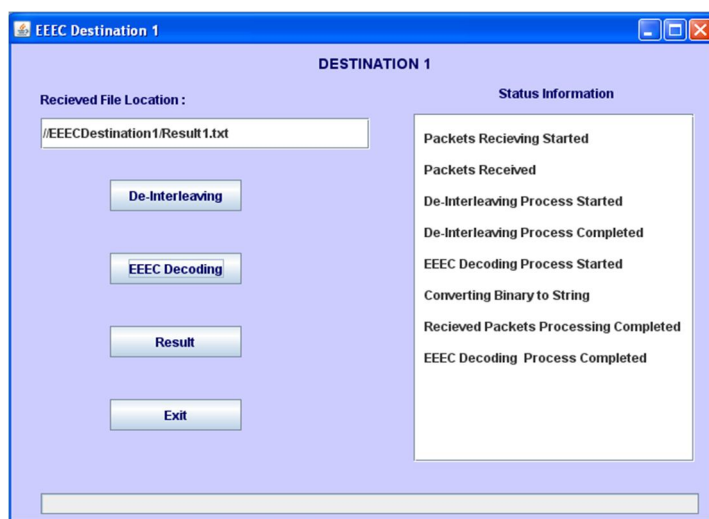 EEEC Destination 1
DESTINATION 1
Recieved File Location :
//EEECDestination1/Result1.txt
De-Interleaving
EEEC Decoding
Result
Exit
Status Information
Packets Recieving Started
Packets Received
De-Interleaving Process Started
De-Interleaving Process Completed
EEEC Decoding Process Started
Converting Binary to String
Recieved Packets Processing Completed
EEEC Decoding  Process Completed